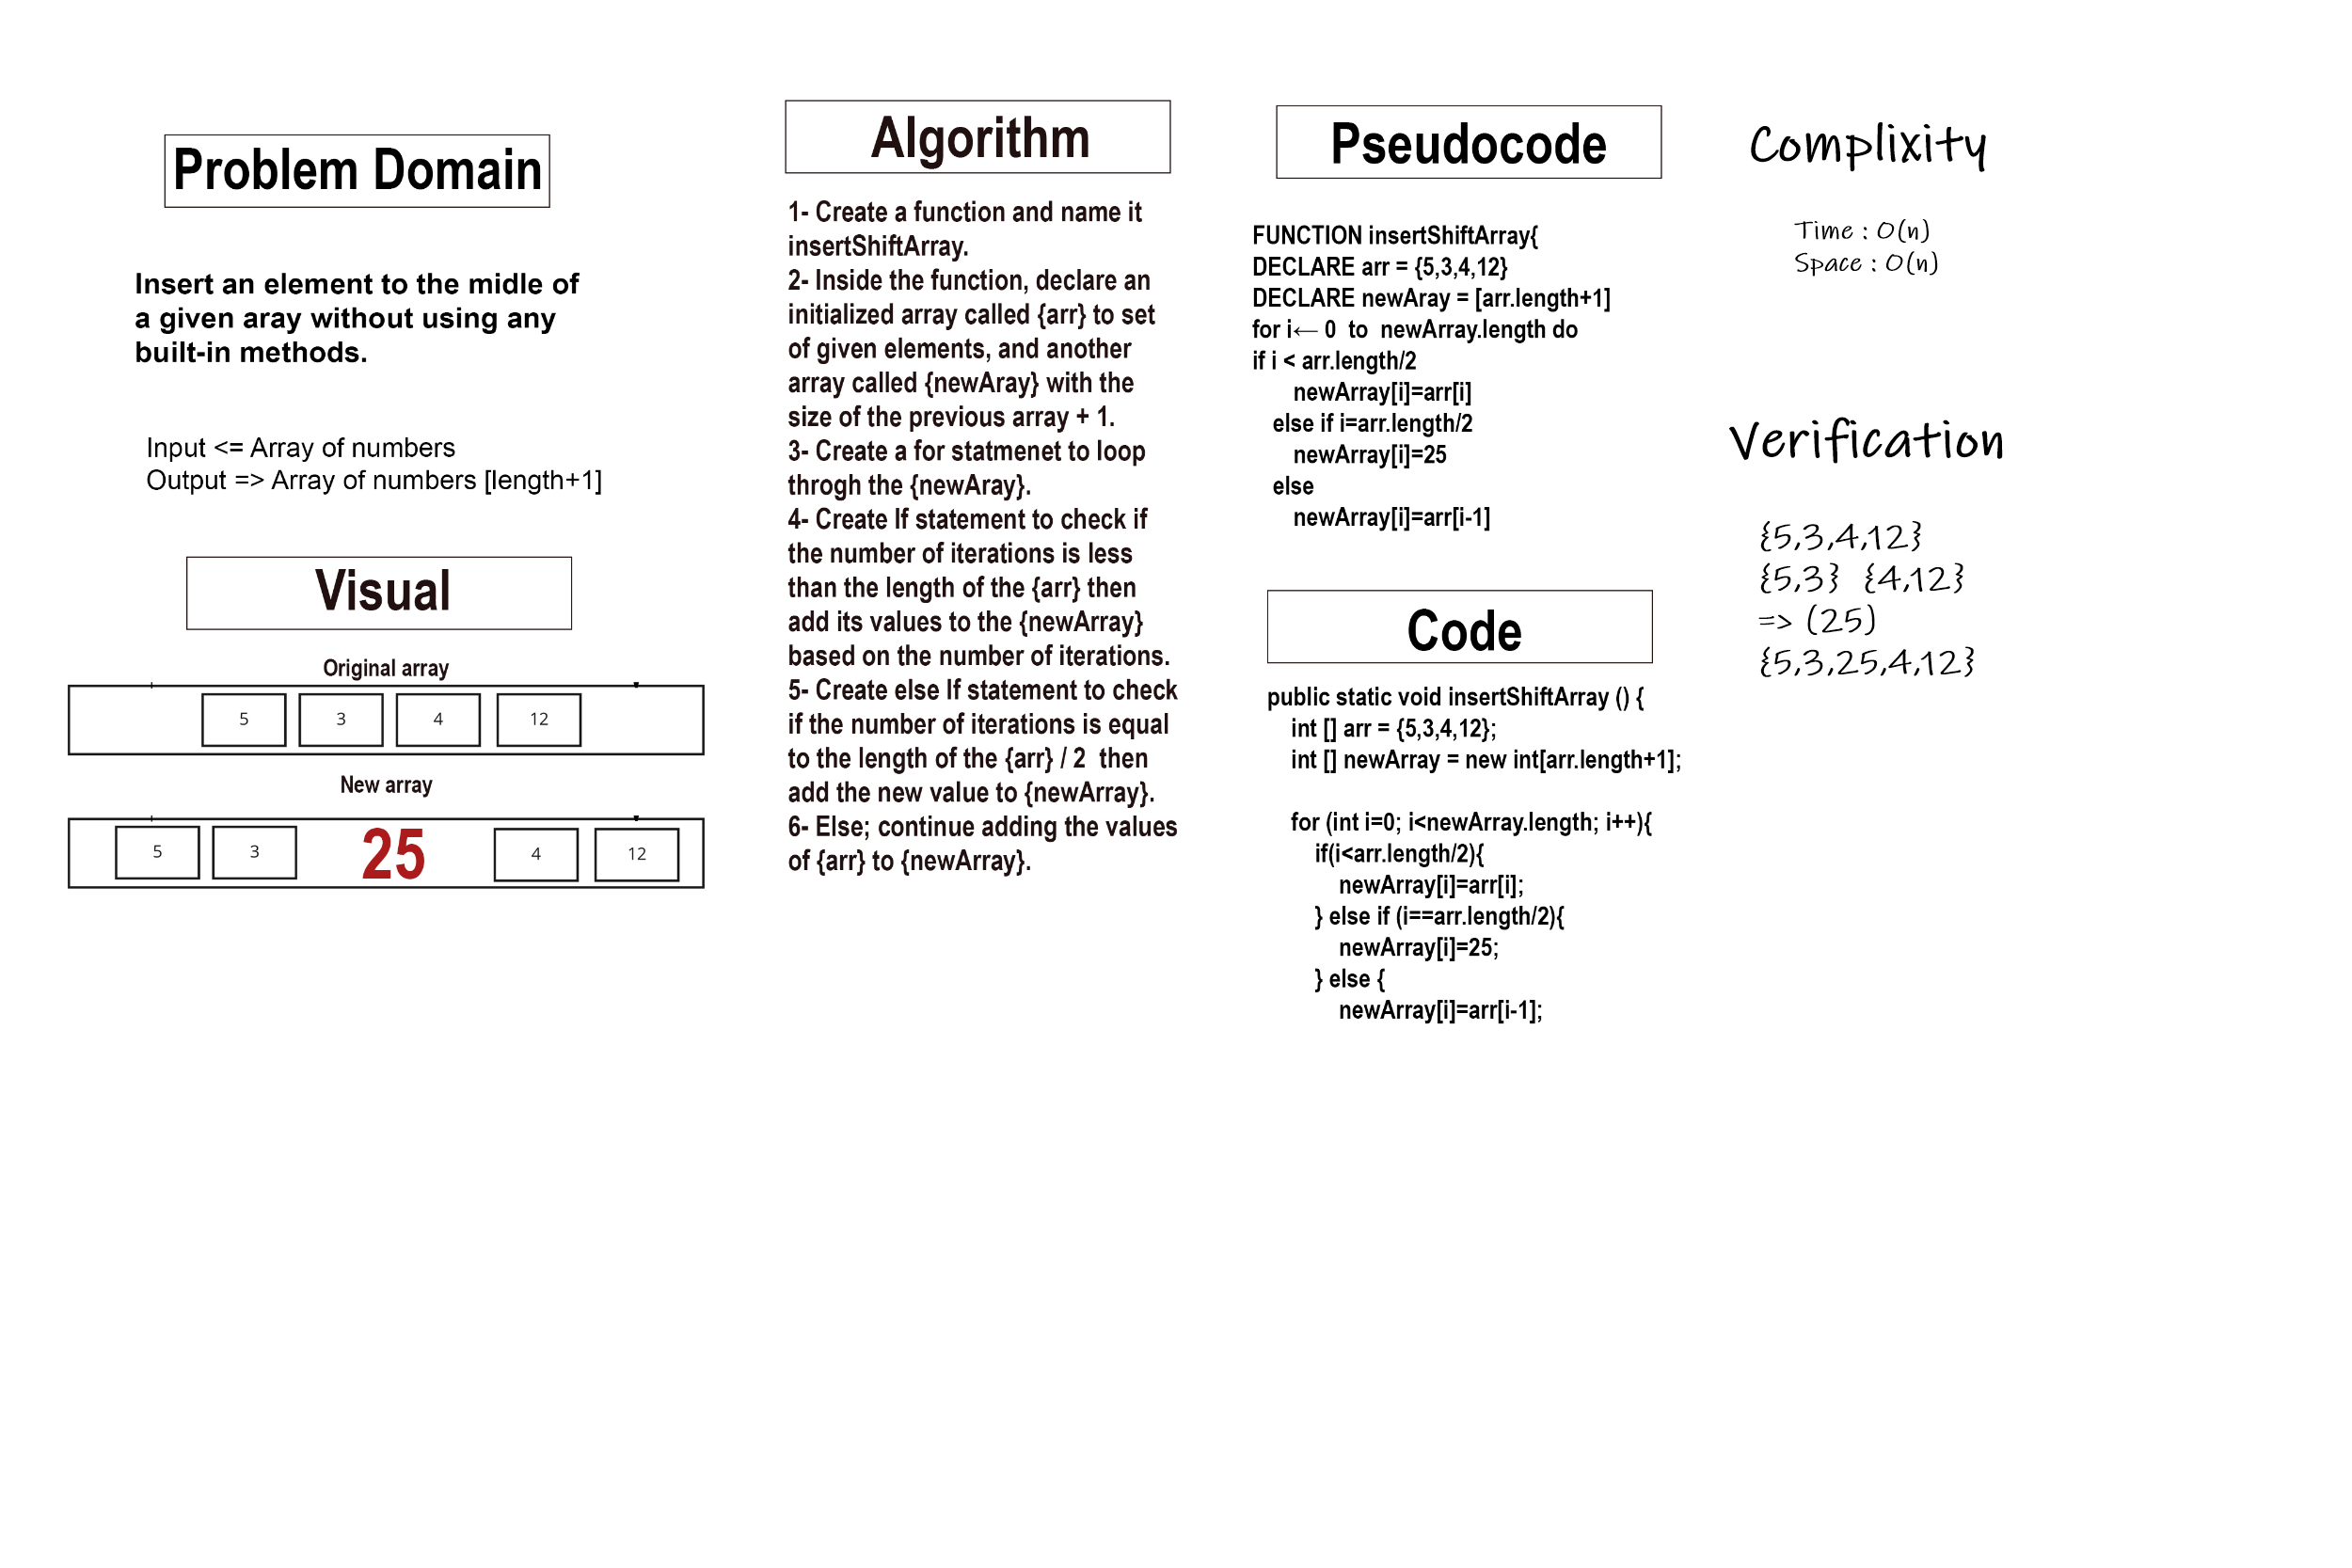 Problem Domain
Insert an element to the midle of
a given aray without using any
built-in methods.
Input <= Array of numbers
Output => Array of numbers [length+1]
Visual
Original array
5 3 4 12
New array
5 3 25 4 12
Algorithm
1- Create a function and name it
insertShiftArray.
2- Inside the function, declare an
initialized array called {arr} to set
of given elements, and another
array called {newAray} with the
size of the previous array + 1.
3- Create a for statmenet to loop
throgh the {newAray}.
4- Create If statement to check if
the number of iterations is less
than the length of the {arr} then
add its values to the {newArray}
based on the number of iterations.
5- Create else If statement to check
if the number of iterations is equal
to the length of the {arr} / 2 then
add the new value to {newArray}.
6- Else; continue adding the values
of {arr} to {newArray}.
Pseudocode
FUNCTION insertShiftArray{
DECLARE arr = {5,3,4,12}
DECLARE newAray = [arr.length+1]
for i← 0 to newArray.length do
if i < arr.length/2
newArray[i]=arr[i]
else if i=arr.length/2
newArray[i]=25
else
newArray[i]=arr[i-1]
Code
public static void insertShiftArray () {
int [] arr = {5,3,4,12};
int [] newArray = new int[arr.length+1];
for (int i=0; i<newArray.length; i++){
if(i<arr.length/2){
newArray[i]=arr[i];
} else if (i==arr.length/2){
newArray[i]=25;
} else {
newArray[i]=arr[i-1];
Complixity
Time : O(n)
Space : O(n)
Verification
{5,3,4,12}
{5,3} {4,12}
=> (25)
{5,3,25,4,12}